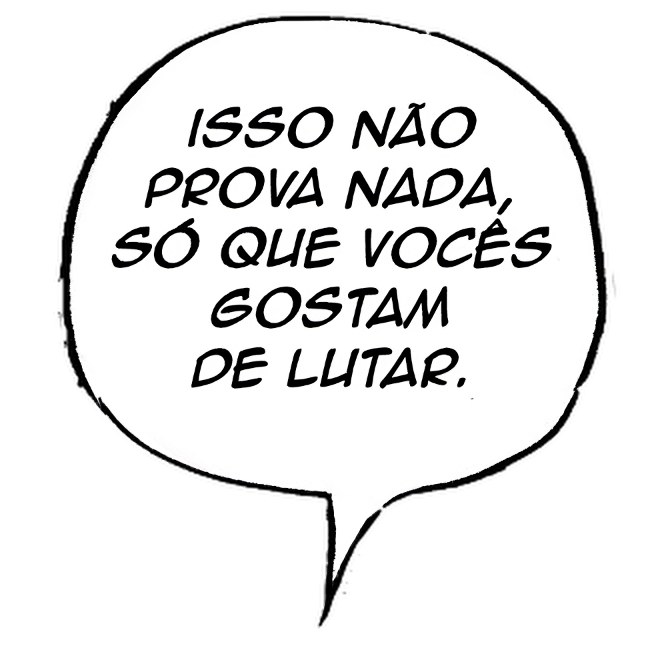 ISSO NÃO
PROVA NADA,
SÓ QUE VOCÊS
GOSTAM
DE LUTAR.